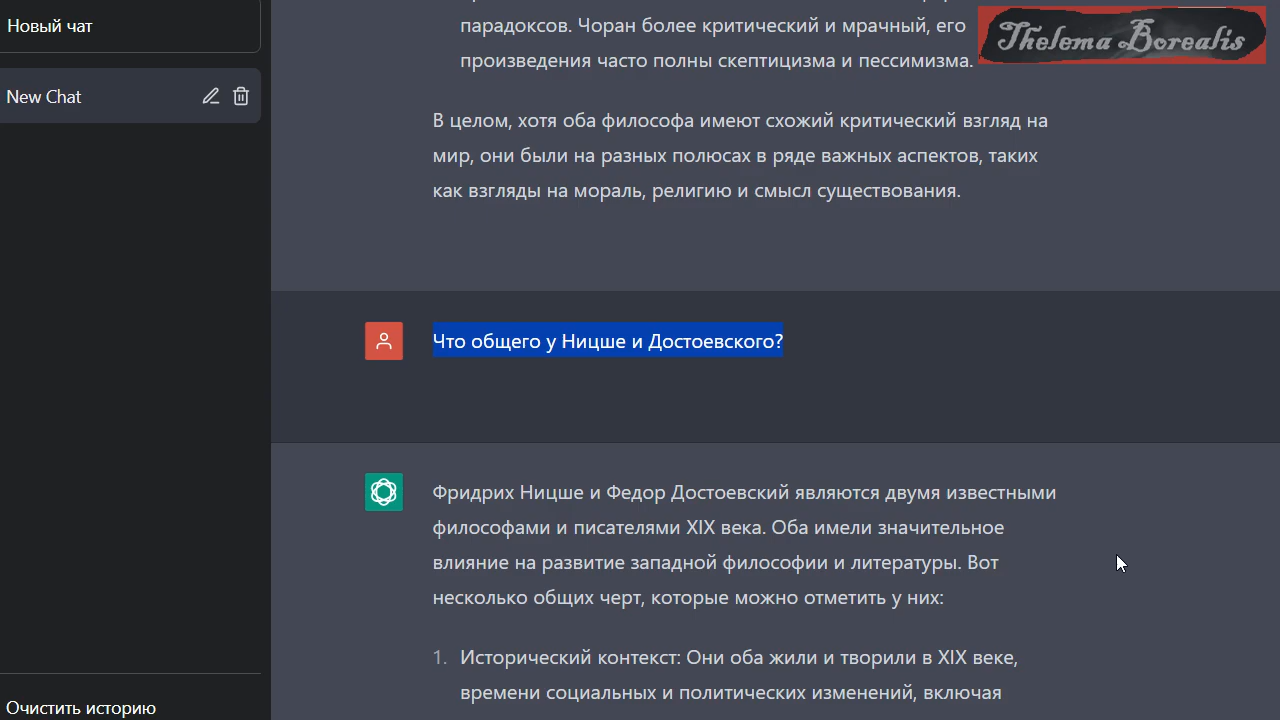 Новый чат
New Chat
Очистить историю
Thelema Borealis
парадоксов. Чоран более критический и мрачный, его
произведения часто полны скептицизма и пессимизма.
В целом, хотя оба философа имеют схожий критический взгляд на
мир, они были на разных полюсах в ряде важных аспектов, таких
как взгляды на мораль, религию и смысл существования.
Что общего у Ницше и Достоевского?
Фридрих Ницше и Федор Достоевский являются двумя известными
философами и писателями XIX века. Оба имели значительное
влияние на развитие западной философии и литературы. Вот
несколько общих черт, которые можно отметить у них:
1. Исторический контекст: Они оба жили и творили в XIX веке,
времени социальных и политических изменений, включая